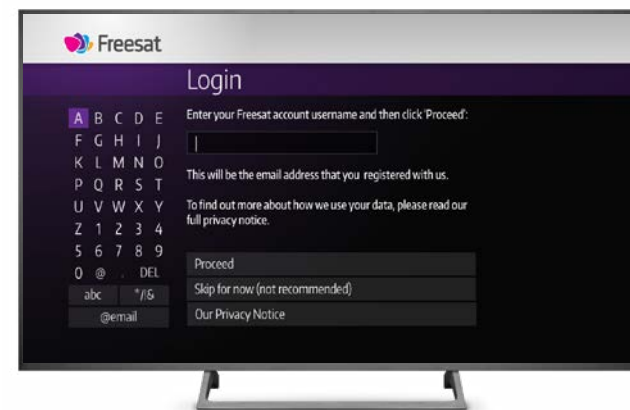 Freesat
Login
Enter your Freesat account username and then click 'Proceed':
A B C D E
F G H I J
K L M N O
P Q R S T
U V W X Y
Z 1 2 3 4
5 6 7 8 9
0 @ . DEL
abc */!&
@email
This will be the email address that you registered with us.
To find out more about how we use your data, please read our
full privacy notice.
Proceed
Skip for now (not recommended)
Our Privacy Notice